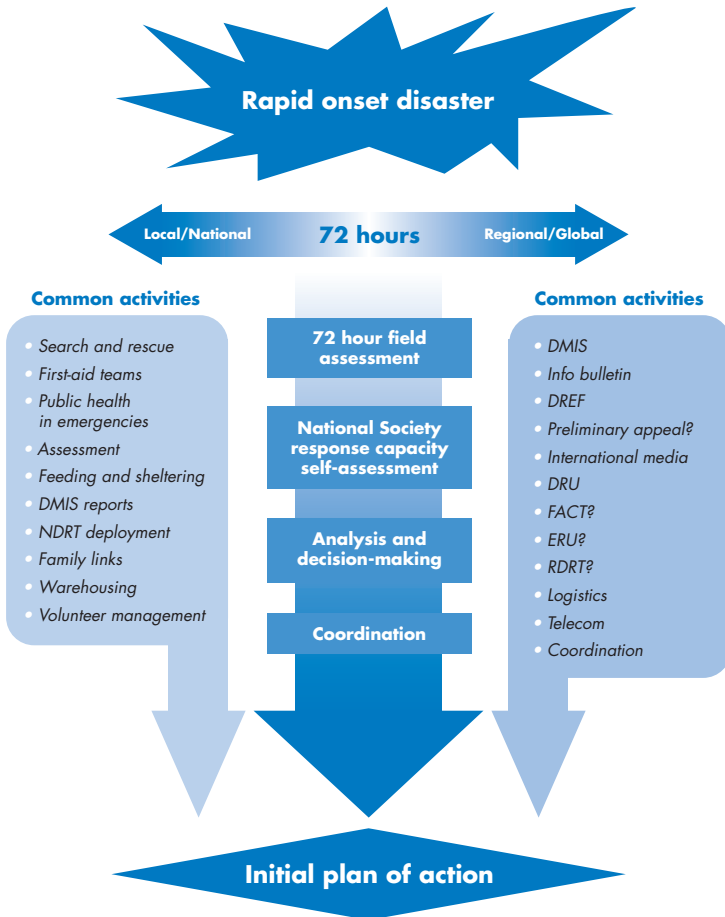 Rapid onset disaster
Local/National
72 hours
Regional/Global
Common activities
• Search and rescue
• First-aid teams
• Public health
in emergencies
• Assessment
• Feeding and sheltering
• DMIS reports
• NDRT deployment
• Family links
• Warehousing
• Volunteer management
72 hour field
assessment
National Society
response capacity
self-assessment
Analysis and
decision-making
Coordination
Common activities
• DMIS
• Info bulletin
• DREF
• Preliminary appeal?
• International media
• DRU
• FACT?
• ERU?
• RDRT?
• Logistics
• Telecom
• Coordination
Initial plan of action